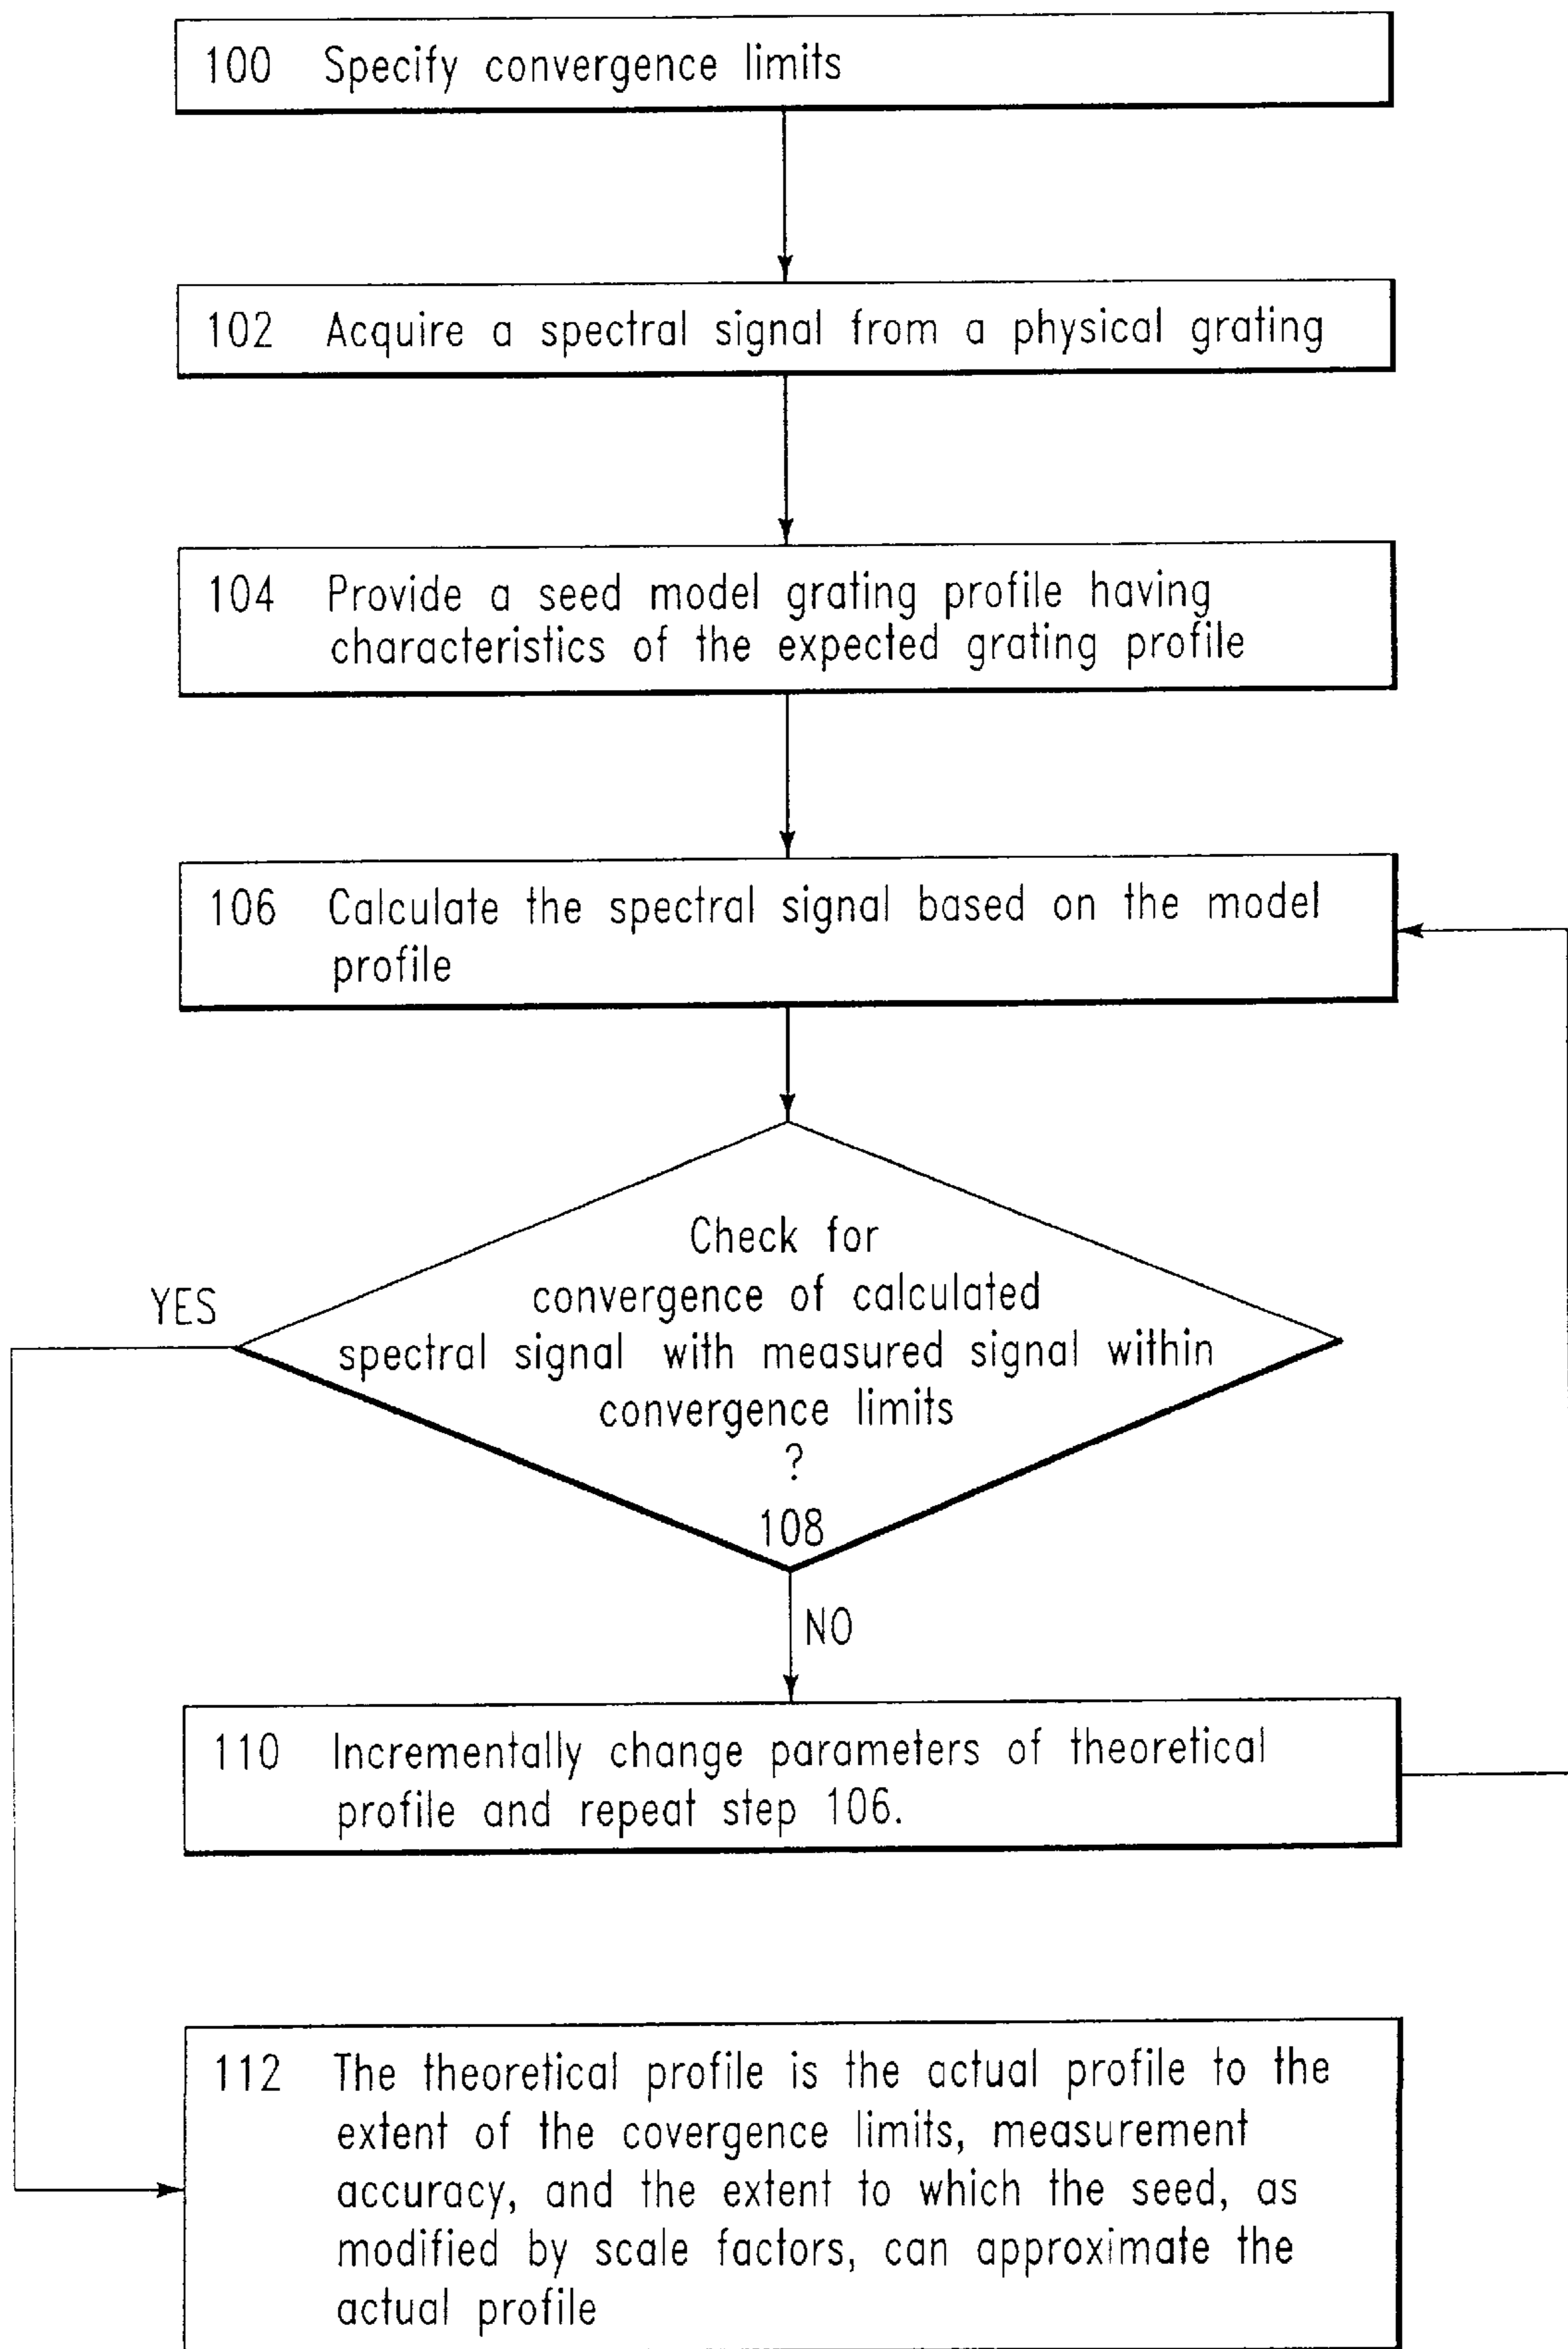 100 Specify convergence limits
102 Acquire a spectral signal from a physical grating
104 Provide a seed model grating profile having
characteristics of the expected grating profile
106 Calculate the spectral signal based on the model
profile
Check for
convergence of calculated
spectral signal with measured signal within
convergence limits
?
108
YES
NO
110 Incrementally change parameters of theoretical
profile and repeat step 106.
112 The theoretical profile is the actual profile to the
extent of the covergence limits, measurement
accuracy, and the extent to which the seed, as
modified by scale factors, can approximate the
actual profile